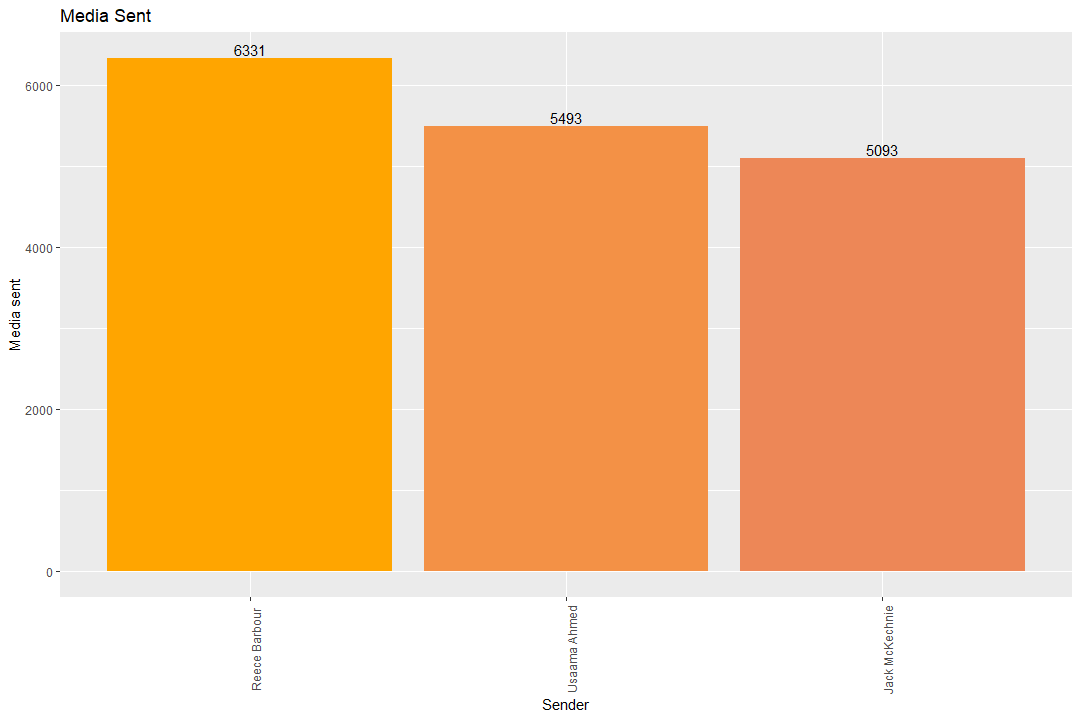 Media Sent
6331
5493
5093
6000
4000
2000
0
Media sent
Reece Barbour
Usaama Ahmed
Jack McKechnie
Sender